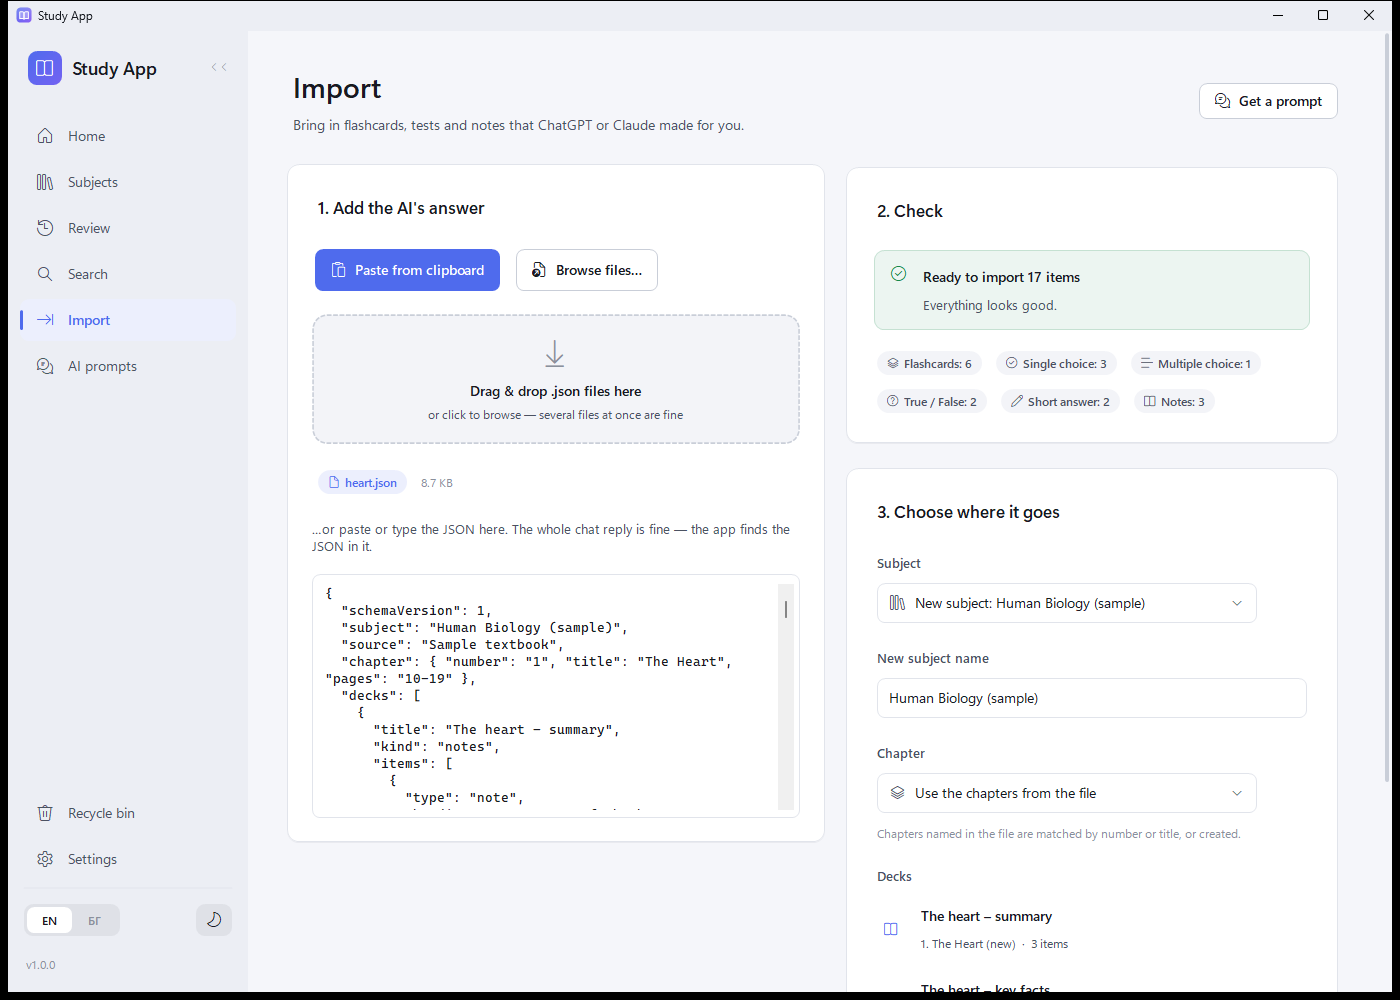 Study App
Study App
Home
Subjects
Review
Search
Import
AI prompts
Recycle bin
Settings
EN БГ
v1.0.0
Import
Bring in flashcards, tests and notes that ChatGPT or Claude made for you.
Get a prompt
1. Add the AI's answer
Paste from clipboard
Browse files...
Drag & drop .json files here
or click to browse — several files at once are fine
heart.json 8.7 KB
...or paste or type the JSON here. The whole chat reply is fine — the app finds the
JSON in it.
{
"schemaVersion": 1,
"subject": "Human Biology (sample)",
"source": "Sample textbook",
"chapter": { "number": "1", "title": "The Heart",
"pages": "10–19" },
"decks": [
{
"title": "The heart – summary",
"kind": "notes",
"items": [
{
"type": "note",
2. Check
Ready to import 17 items
Everything looks good.
Flashcards: 6 Single choice: 3 Multiple choice: 1
True / False: 2 Short answer: 2 Notes: 3
3. Choose where it goes
Subject
New subject: Human Biology (sample)
New subject name
Human Biology (sample)
Chapter
Use the chapters from the file
Chapters named in the file are matched by number or title, or created.
Decks
The heart – summary
1. The Heart (new) · 3 items
The heart – key facts